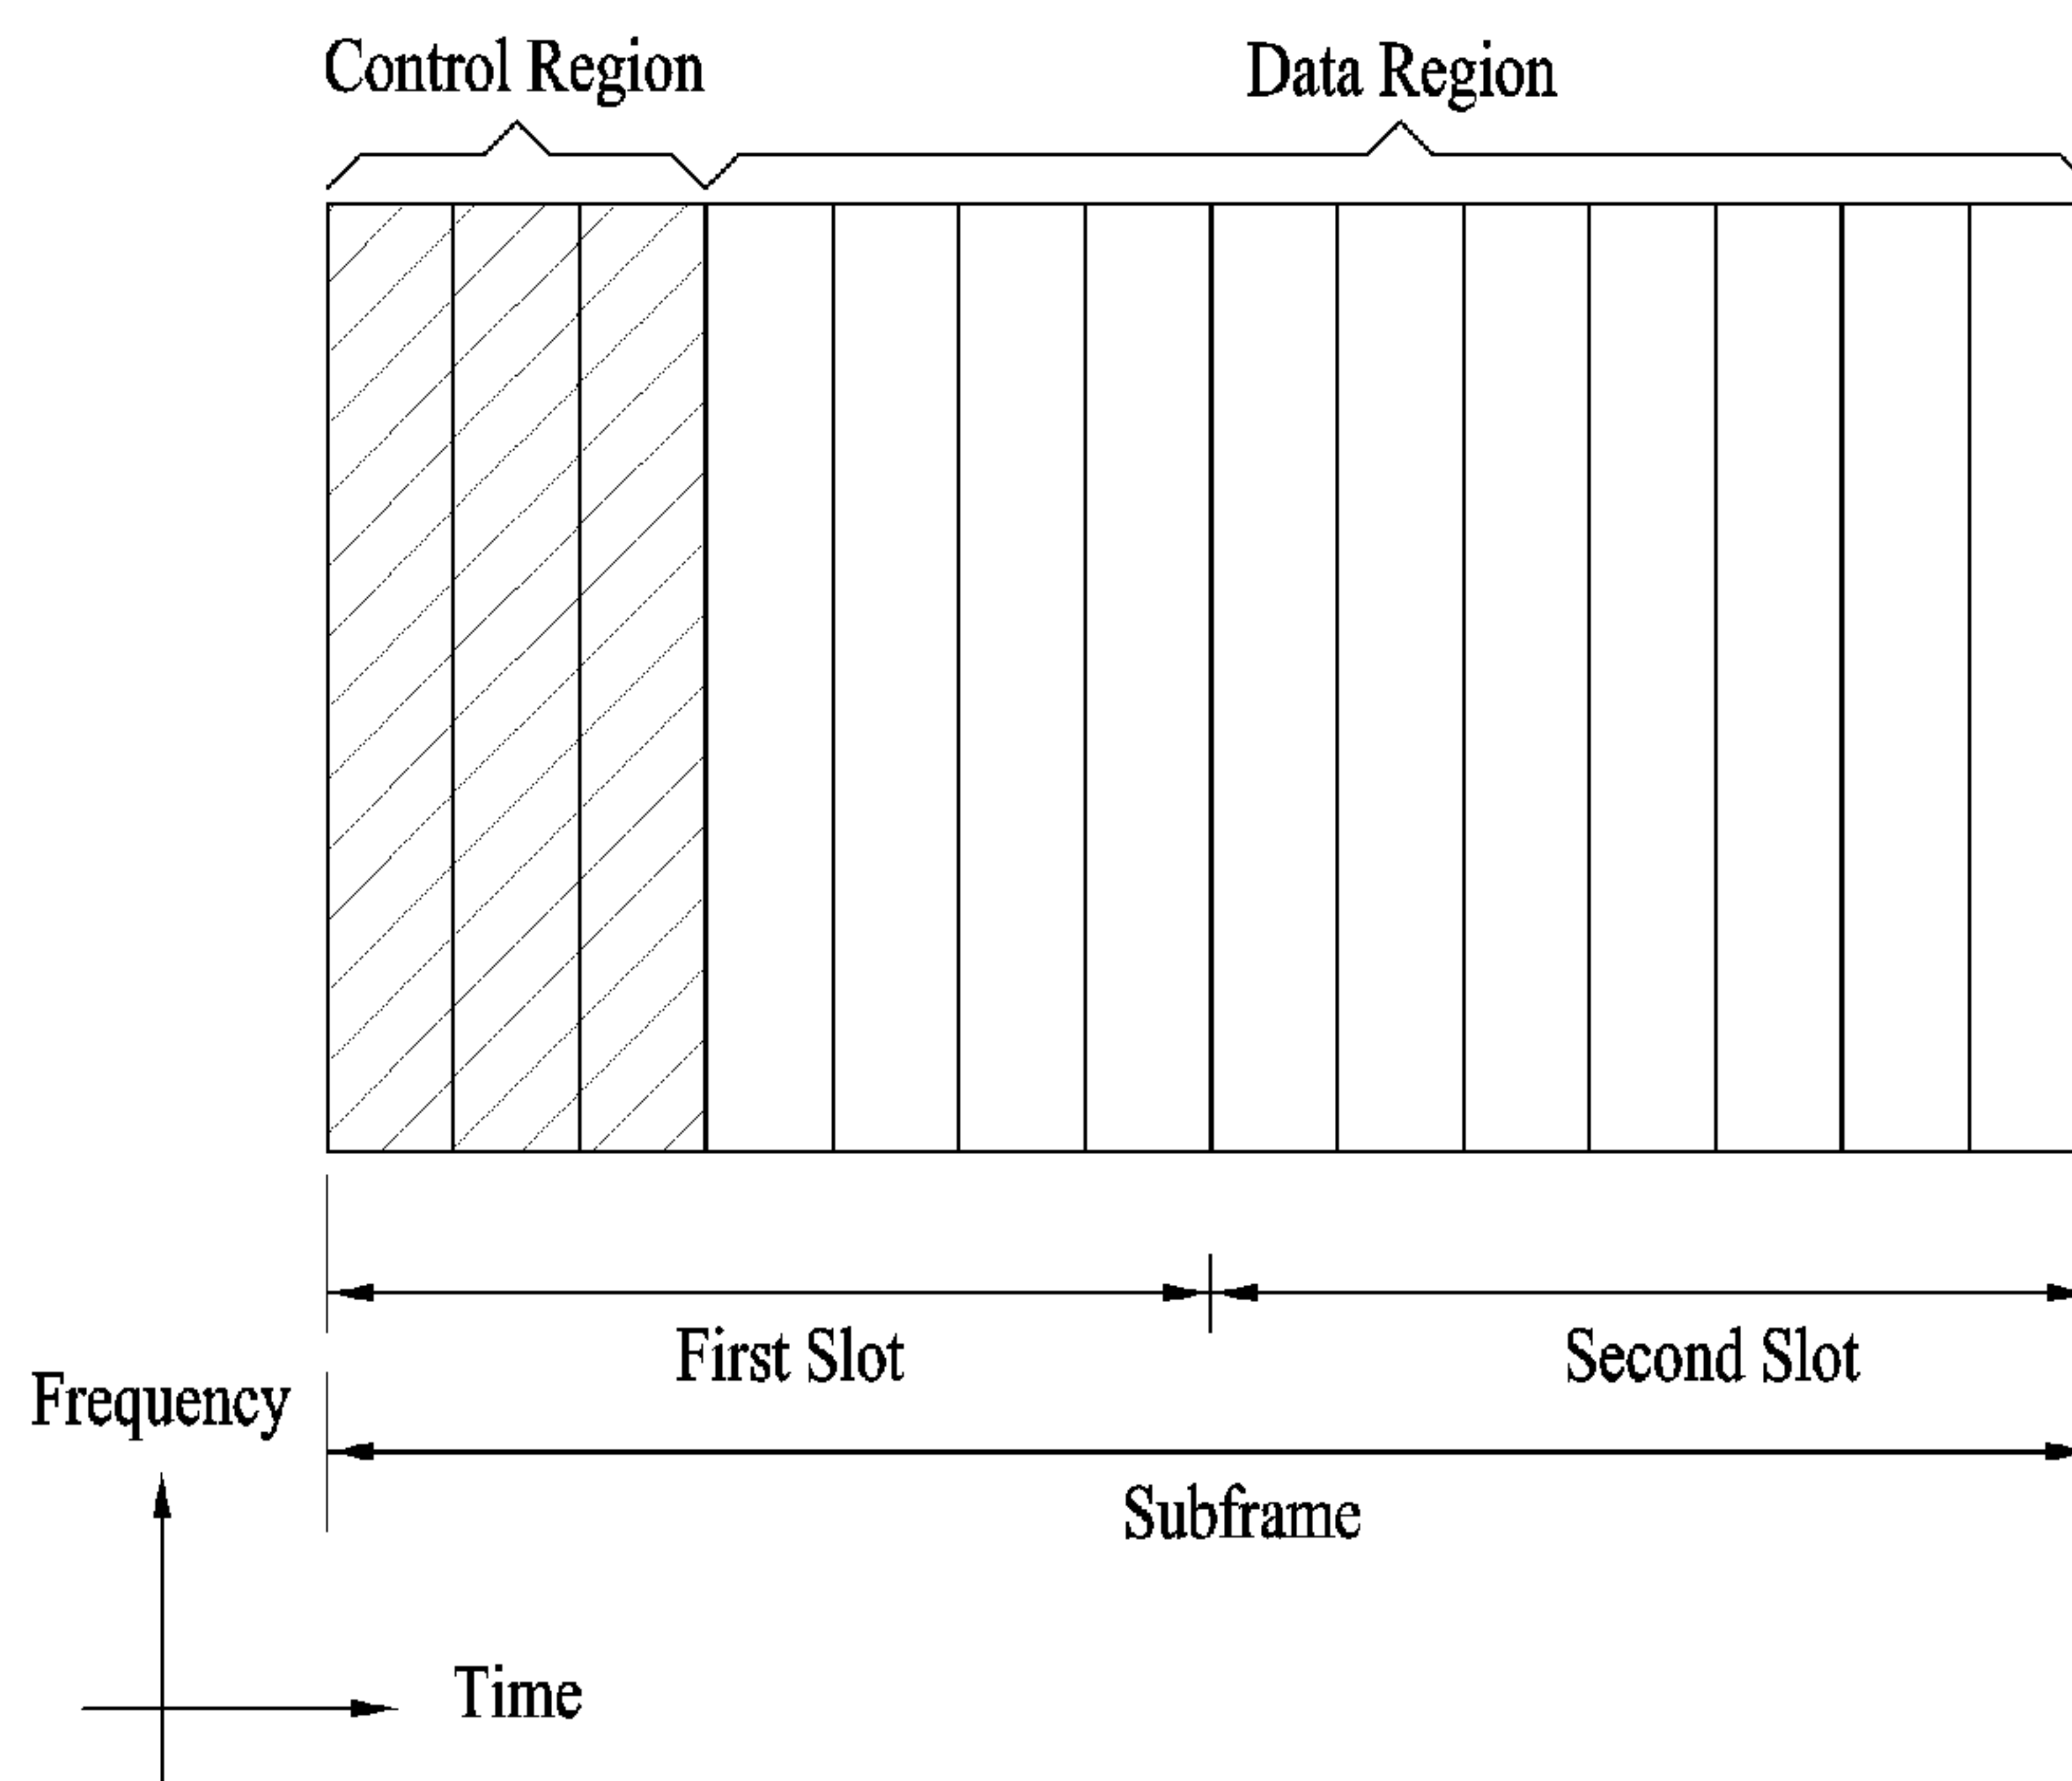 Control Region
Data Region
First Slot
Second Slot
Frequency
Subframe
Time